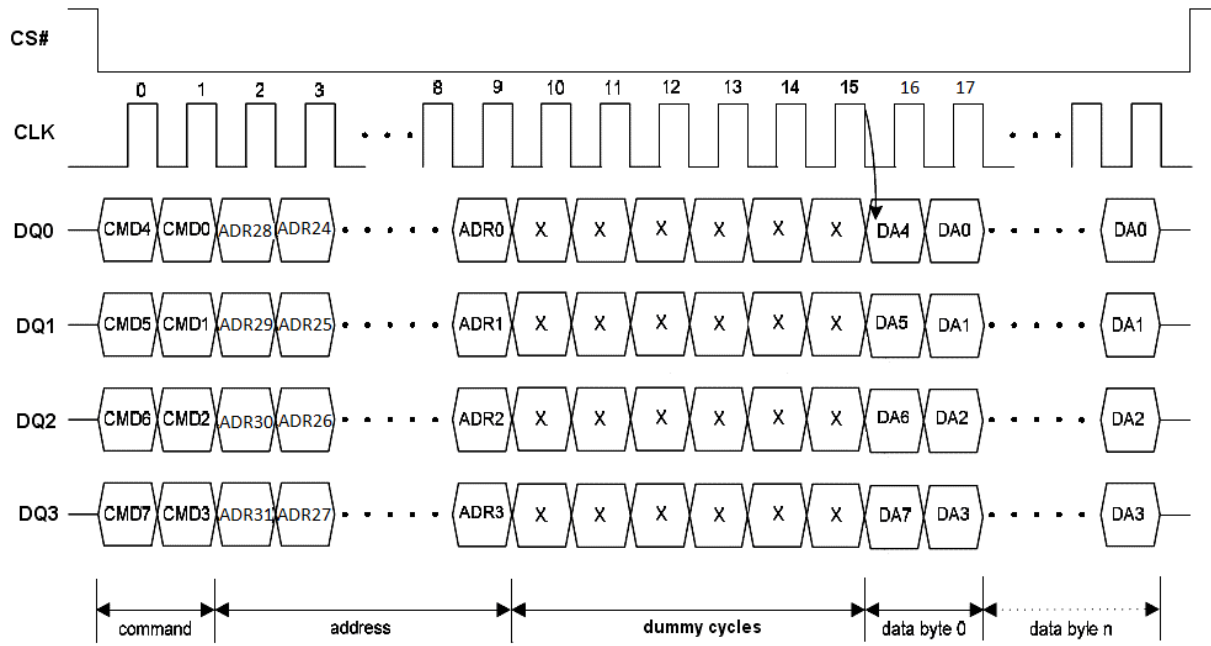 CS#
0 1 2 3 8 9 10 11 12 13 14 15 16 17
CLK
DQ0 CMD4 CMD0 ADR28 ADR24 ADR0 X X X X X X DA4 DA0 DA0
DQ1 CMD5 CMD1 ADR29 ADR25 ADR1 X X X X X X DA5 DA1 DA1
DQ2 CMD6 CMD2 ADR30 ADR26 ADR2 X X X X X X DA6 DA2 DA2
DQ3 CMD7 CMD3 ADR31 ADR27 ADR3 X X X X X X DA7 DA3 DA3
command address dummy cycles data byte 0 data byle n